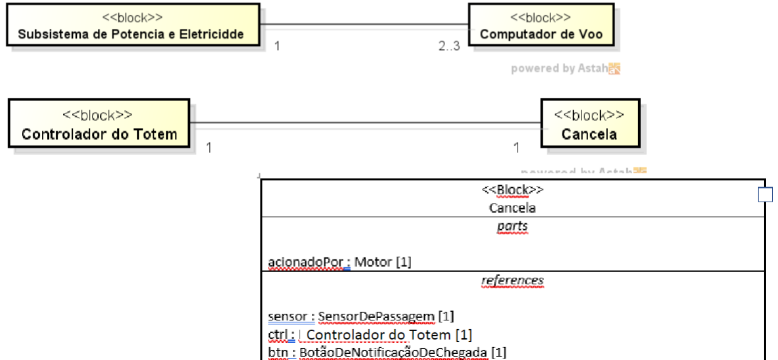 <<block>>
Subsistema de Potencia e Eletricidde
1
2..3
<<block>>
Computador de Voo
powered by Astah
<<block>>
Controlador do Totem
1
1
<<block>>
Cancela
powered by Astah
<<Block>>
Cancela
parts
acionadoPor : Motor [1]
references
sensor : SensorDePassagem [1]
ctrl : Controlador do Totem [1]
btn : BotãoDeNotificaçãoDeChegada [1]